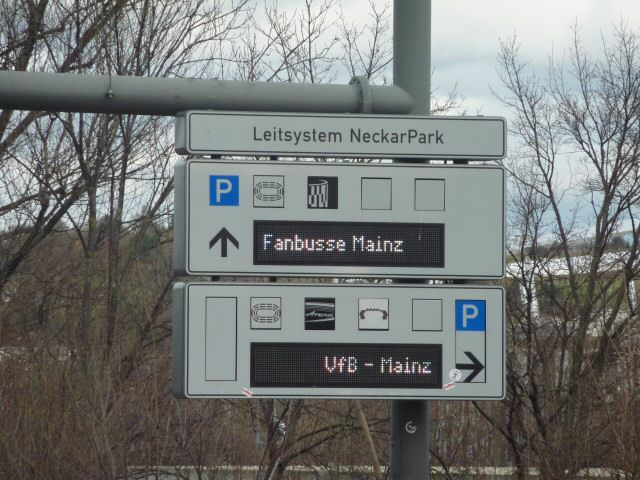 Leitsystem NeckarPark
P
Fanbusse Mainz
Arena
P
VfB - Mainz